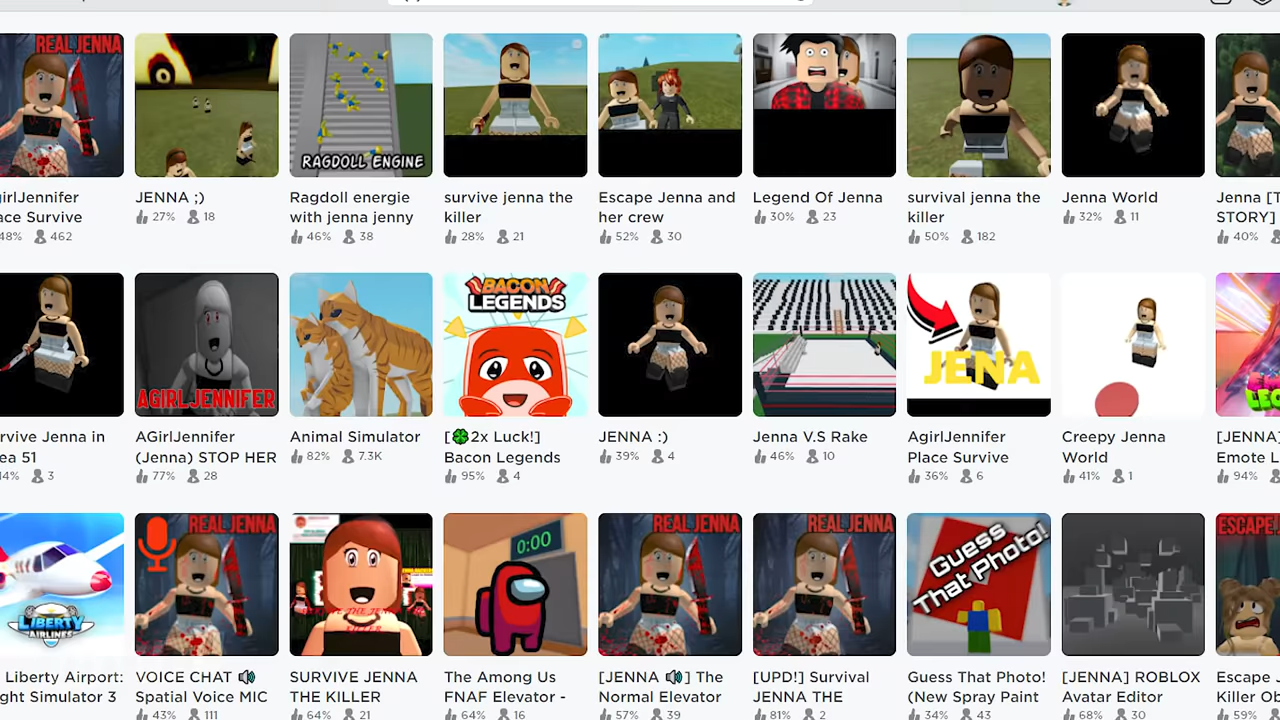 REAL JENNA
RAGDOLL ENGINE
girlJennifer
ace Survive
48% 462
JENNA ;)
27% 18
Ragdoll energie
with jenna jenny
46% 38
survive jenna the
killer
28% 21
Escape Jenna and
her crew
52% 30
Legend Of Jenna
30% 23
survival jenna the
killer
50% 182
Jenna World
32% 11
Jenna [T
STORY]
40%
AGIRLJENNIFER
BACON
LEGENDS
JENA
rvive Jenna in
ea 51
14% 3
AGirlJennifer
(Jenna) STOP HER
77% 28
Animal Simulator
82% 7.3K
[🍀2x Luck!]
Bacon Legends
95% 4
JENNA :)
39% 4
Jenna V.S Rake
46% 10
AgirlJennifer
Place Survive
36% 6
Creepy Jenna
World
41% 1
[JENNA]
Emote L
94%
LIBERTY
AIRLINES
REAL JENNA
SURVIVE THE JENNA THE
KILLER
0:00
REAL JENNA
REAL JENNA
Guess
That Photo!
ESCAPE
Liberty Airport:
ght Simulator 3
VOICE CHAT 🔊
Spatial Voice MIC
43% 111
SURVIVE JENNA
THE KILLER
64% 21
The Among Us
FNAF Elevator -
64% 16
[JENNA 🔊] The
Normal Elevator
57% 39
[UPD!] Survival
JENNA THE
81% 2
Guess That Photo!
(New Spray Paint
34% 43
[JENNA] ROBLOX
Avatar Editor
68% 30
Escape J
Killer Ob
59%